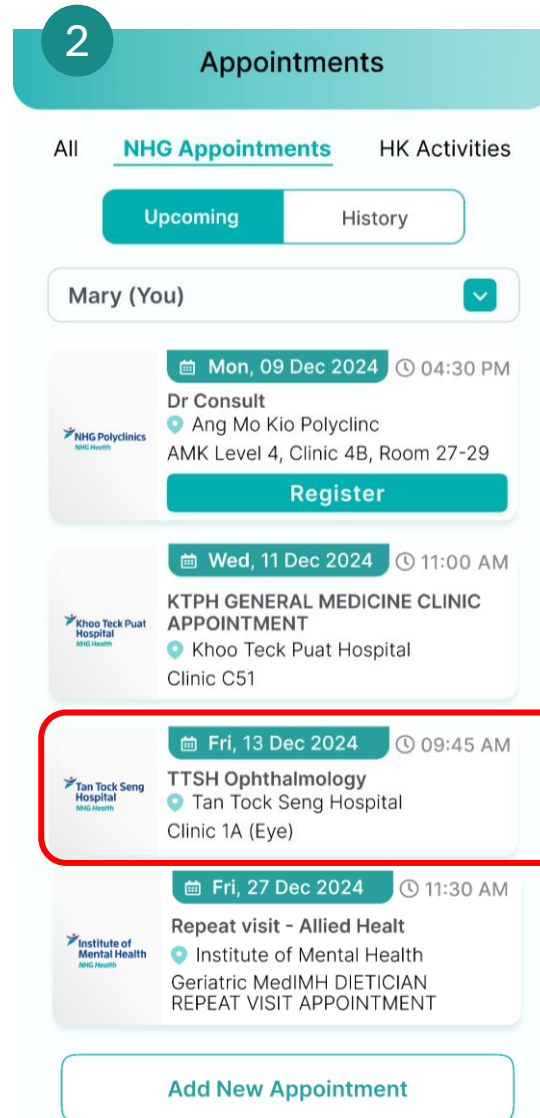 2
Appointments
All NHG Appointments HK Activities
Upcoming History
Mary (You)
Mon, 09 Dec 2024 04:30 PM
Dr Consult
NHG Polyclinics
NHG Health
Ang Mo Kio Polyclinc
AMK Level 4, Clinic 4B, Room 27-29
Register
Wed, 11 Dec 2024 11:00 AM
KTPH GENERAL MEDICINE CLINIC
APPOINTMENT
Khoo Teck Puat
Hospital
NHG Health
Khoo Teck Puat Hospital
Clinic C51
Fri, 13 Dec 2024 09:45 AM
TTSH Ophthalmology
Tan Tock Seng
Hospital
NHG Health
Tan Tock Seng Hospital
Clinic 1A (Eye)
Fri, 27 Dec 2024 11:30 AM
Repeat visit - Allied Healt
Institute of
Mental Health
NHG Health
Institute of Mental Health
Geriatric MedIMH DIETICIAN
REPEAT VISIT APPOINTMENT
Add New Appointment